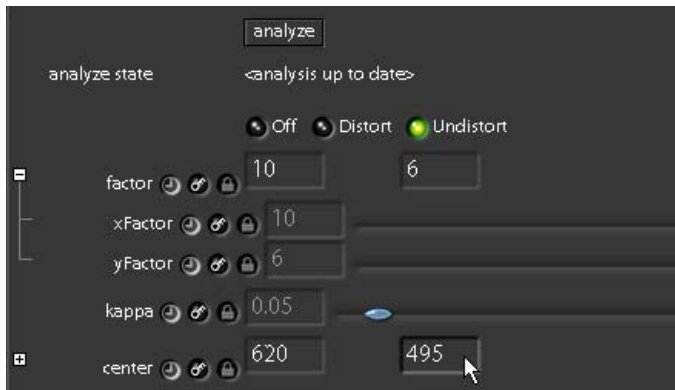 analyze
analyze state <analysis up to date>
Off Distort Undistort
factor 10 6
xFactor 10
yFactor 6
kappa 0.05
center 620 495